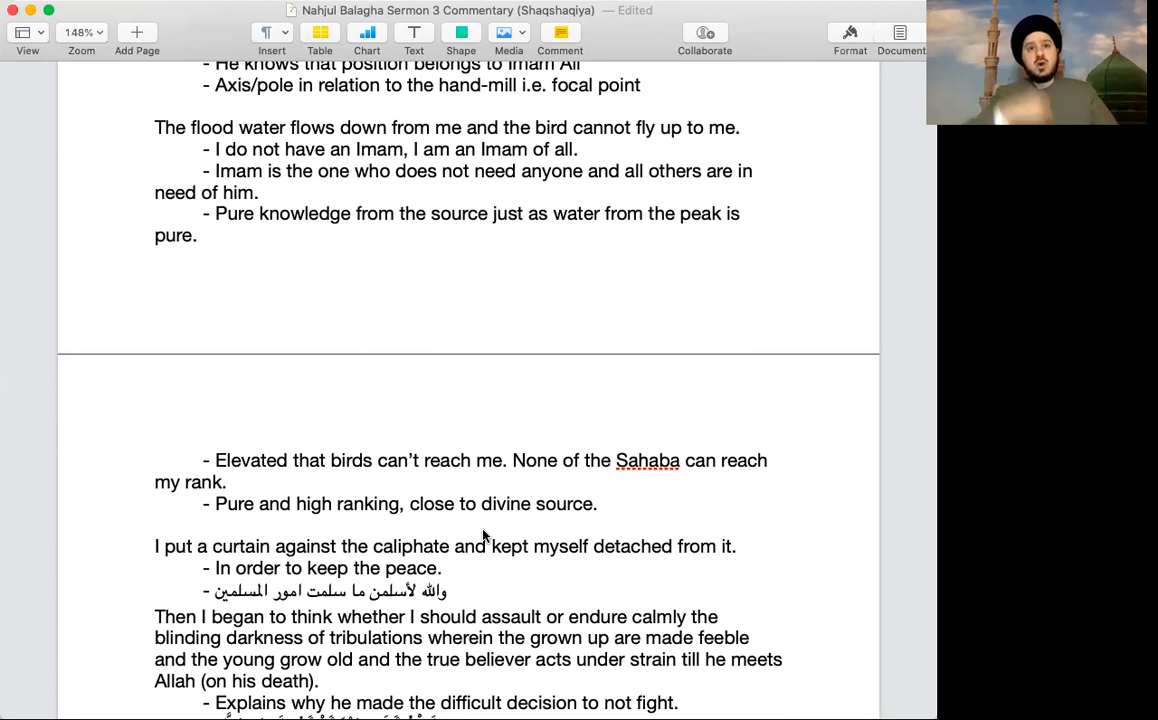 Nahjul Balagha Sermon 3 Commentary (Shaqshaqiya) — Edited
148%
View Zoom Add Page Insert Table Chart Text Shape Media Comment Collaborate Format Document
- He knows that position belongs to Imam Ali
- Axis/pole in relation to the hand-mill i.e. focal point
The flood water flows down from me and the bird cannot fly up to me.
- I do not have an Imam, I am an Imam of all.
- Imam is the one who does not need anyone and all others are in
need of him.
- Pure knowledge from the source just as water from the peak is
pure.
- Elevated that birds can’t reach me. None of the Sahaba can reach
my rank.
- Pure and high ranking, close to divine source.
I put a curtain against the caliphate and kept myself detached from it.
- In order to keep the peace.
- والله لأسلمن ما سلمت امور المسلمين
Then I began to think whether I should assault or endure calmly the
blinding darkness of tribulations wherein the grown up are made feeble
and the young grow old and the true believer acts under strain till he meets
Allah (on his death).
- Explains why he made the difficult decision to not fight.